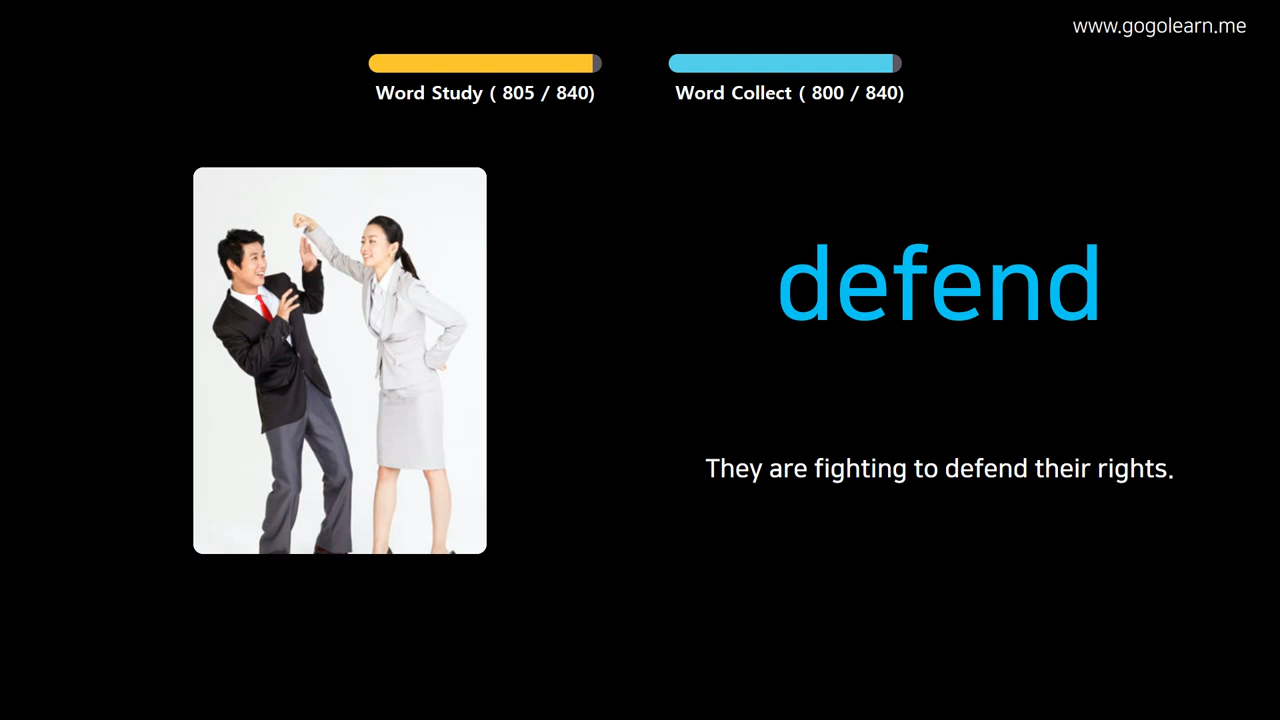 www.gogolearn.me
Word Study ( 805 / 840)
Word Collect ( 800 / 840)
defend
They are fighting to defend their rights.